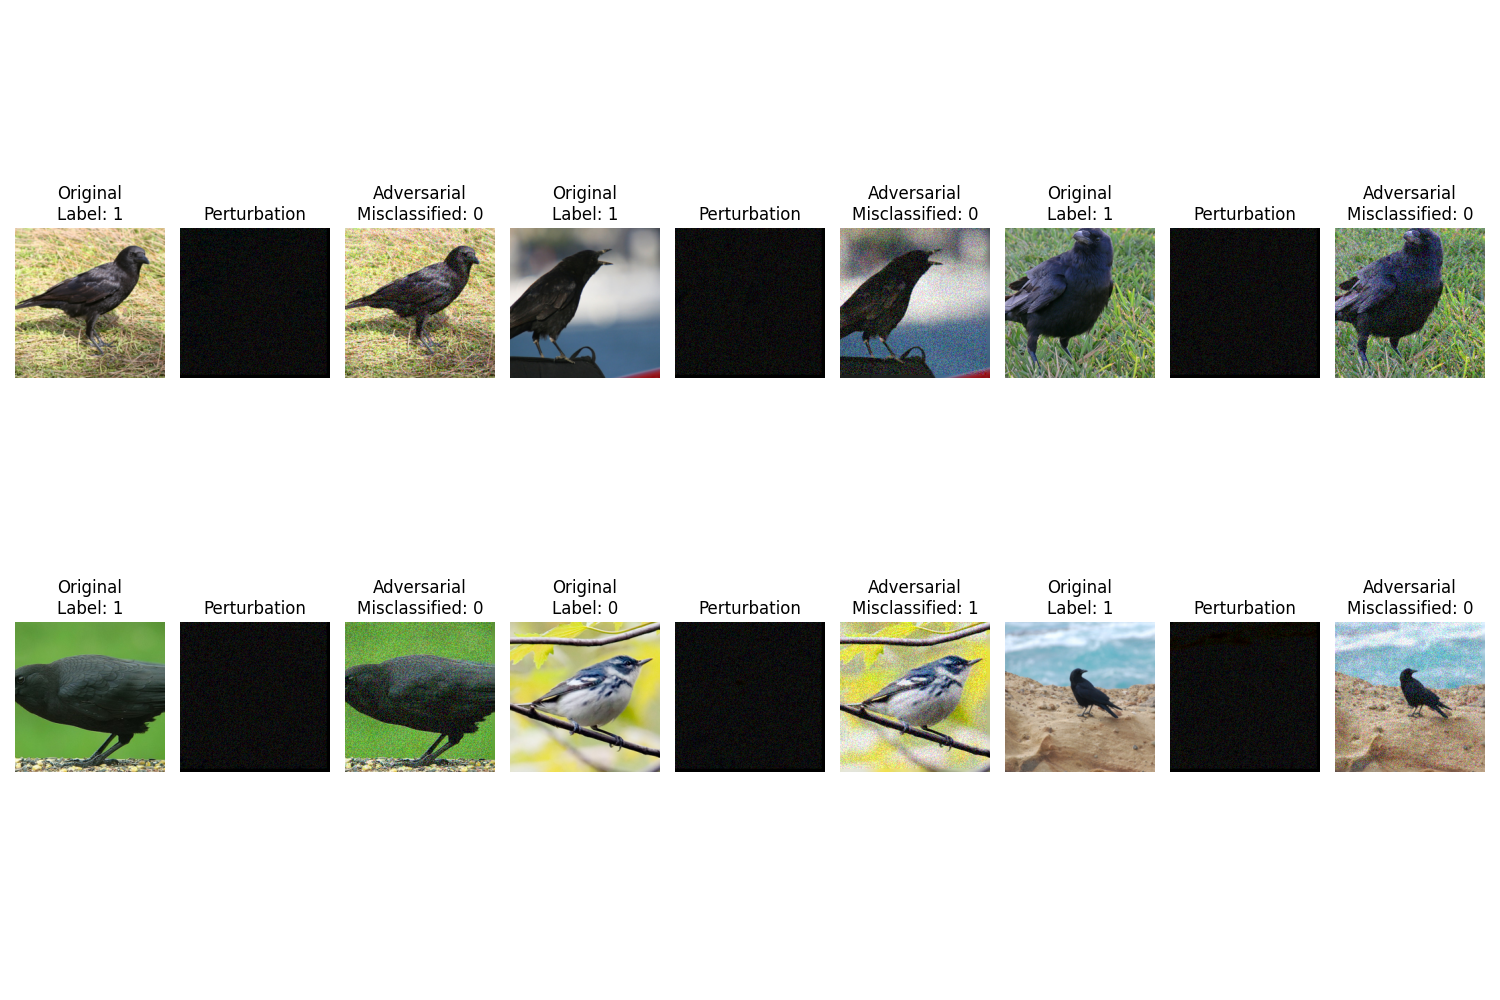 Original
Label: 1
Perturbation
Adversarial
Misclassified: 0
Original
Label: 1
Perturbation
Adversarial
Misclassified: 0
Original
Label: 1
Perturbation
Adversarial
Misclassified: 0
Original
Label: 1
Perturbation
Adversarial
Misclassified: 0
Original
Label: 0
Perturbation
Adversarial
Misclassified: 1
Original
Label: 1
Perturbation
Adversarial
Misclassified: 0